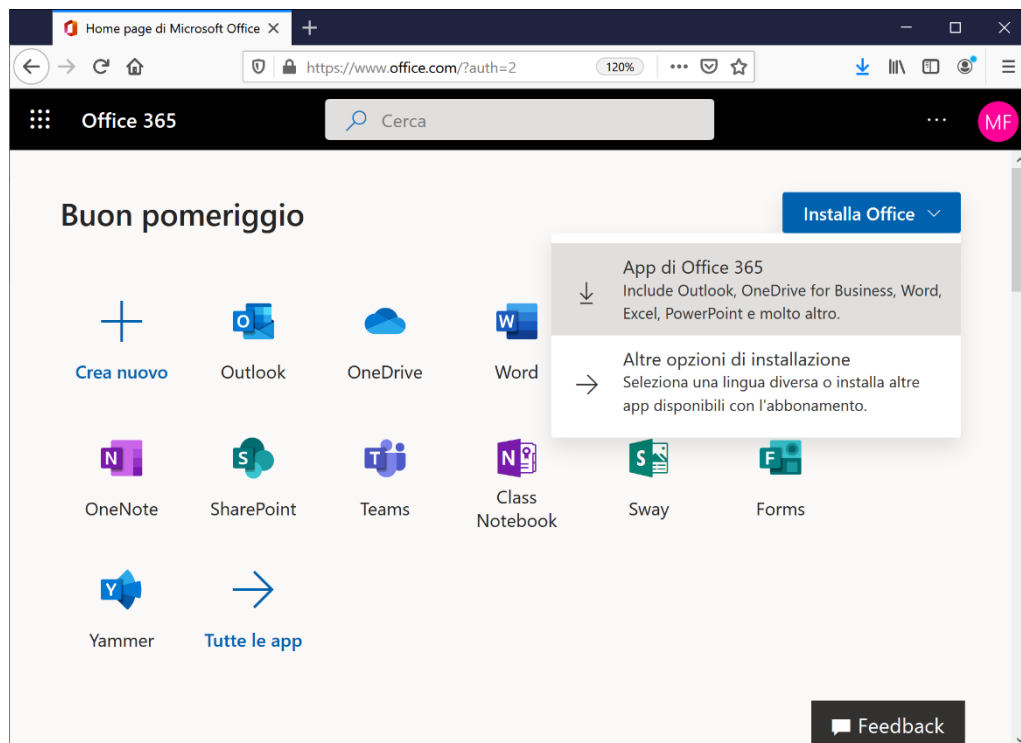 Home page di Microsoft Office
https://www.office.com/?auth=2
120%
Office 365
Cerca
MF
Buon pomeriggio
Installa Office
App di Office 365
Include Outlook, OneDrive for Business, Word,
Excel, PowerPoint e molto altro.
Altre opzioni di installazione
Seleziona una lingua diversa o installa altre
app disponibili con l'abbonamento.
Crea nuovo
Outlook
OneDrive
Word
OneNote
SharePoint
Teams
Class
Notebook
Sway
Forms
Yammer
Tutte le app
Feedback